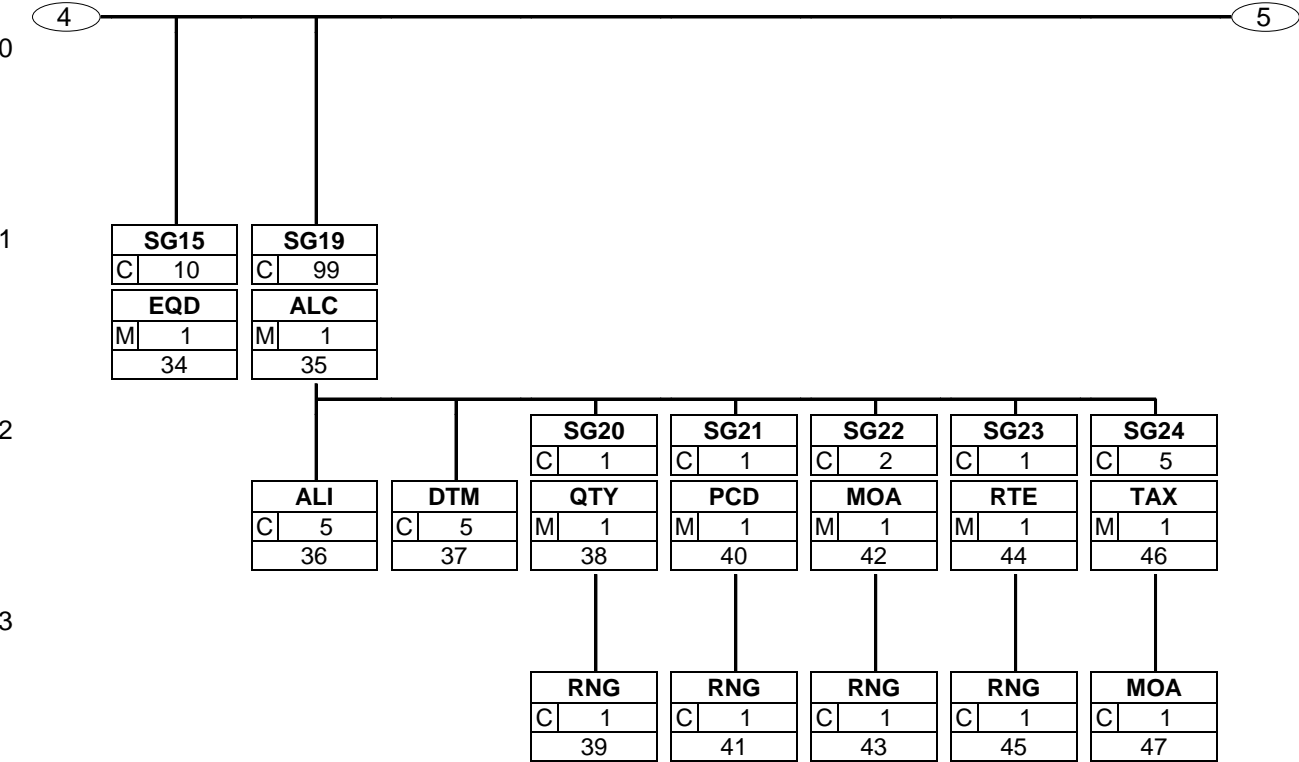 4 5
0
1
SG15 SG19
C 10 C 99
EQD ALC
M 1 M 1
34 35
2
SG20 SG21 SG22 SG23 SG24
C 1 C 1 C 2 C 1 C 5
ALI DTM QTY PCD MOA RTE TAX
C 5 C 5 M 1 M 1 M 1 M 1 M 1
36 37 38 40 42 44 46
3
RNG RNG RNG RNG MOA
C 1 C 1 C 1 C 1 C 1
39 41 43 45 47